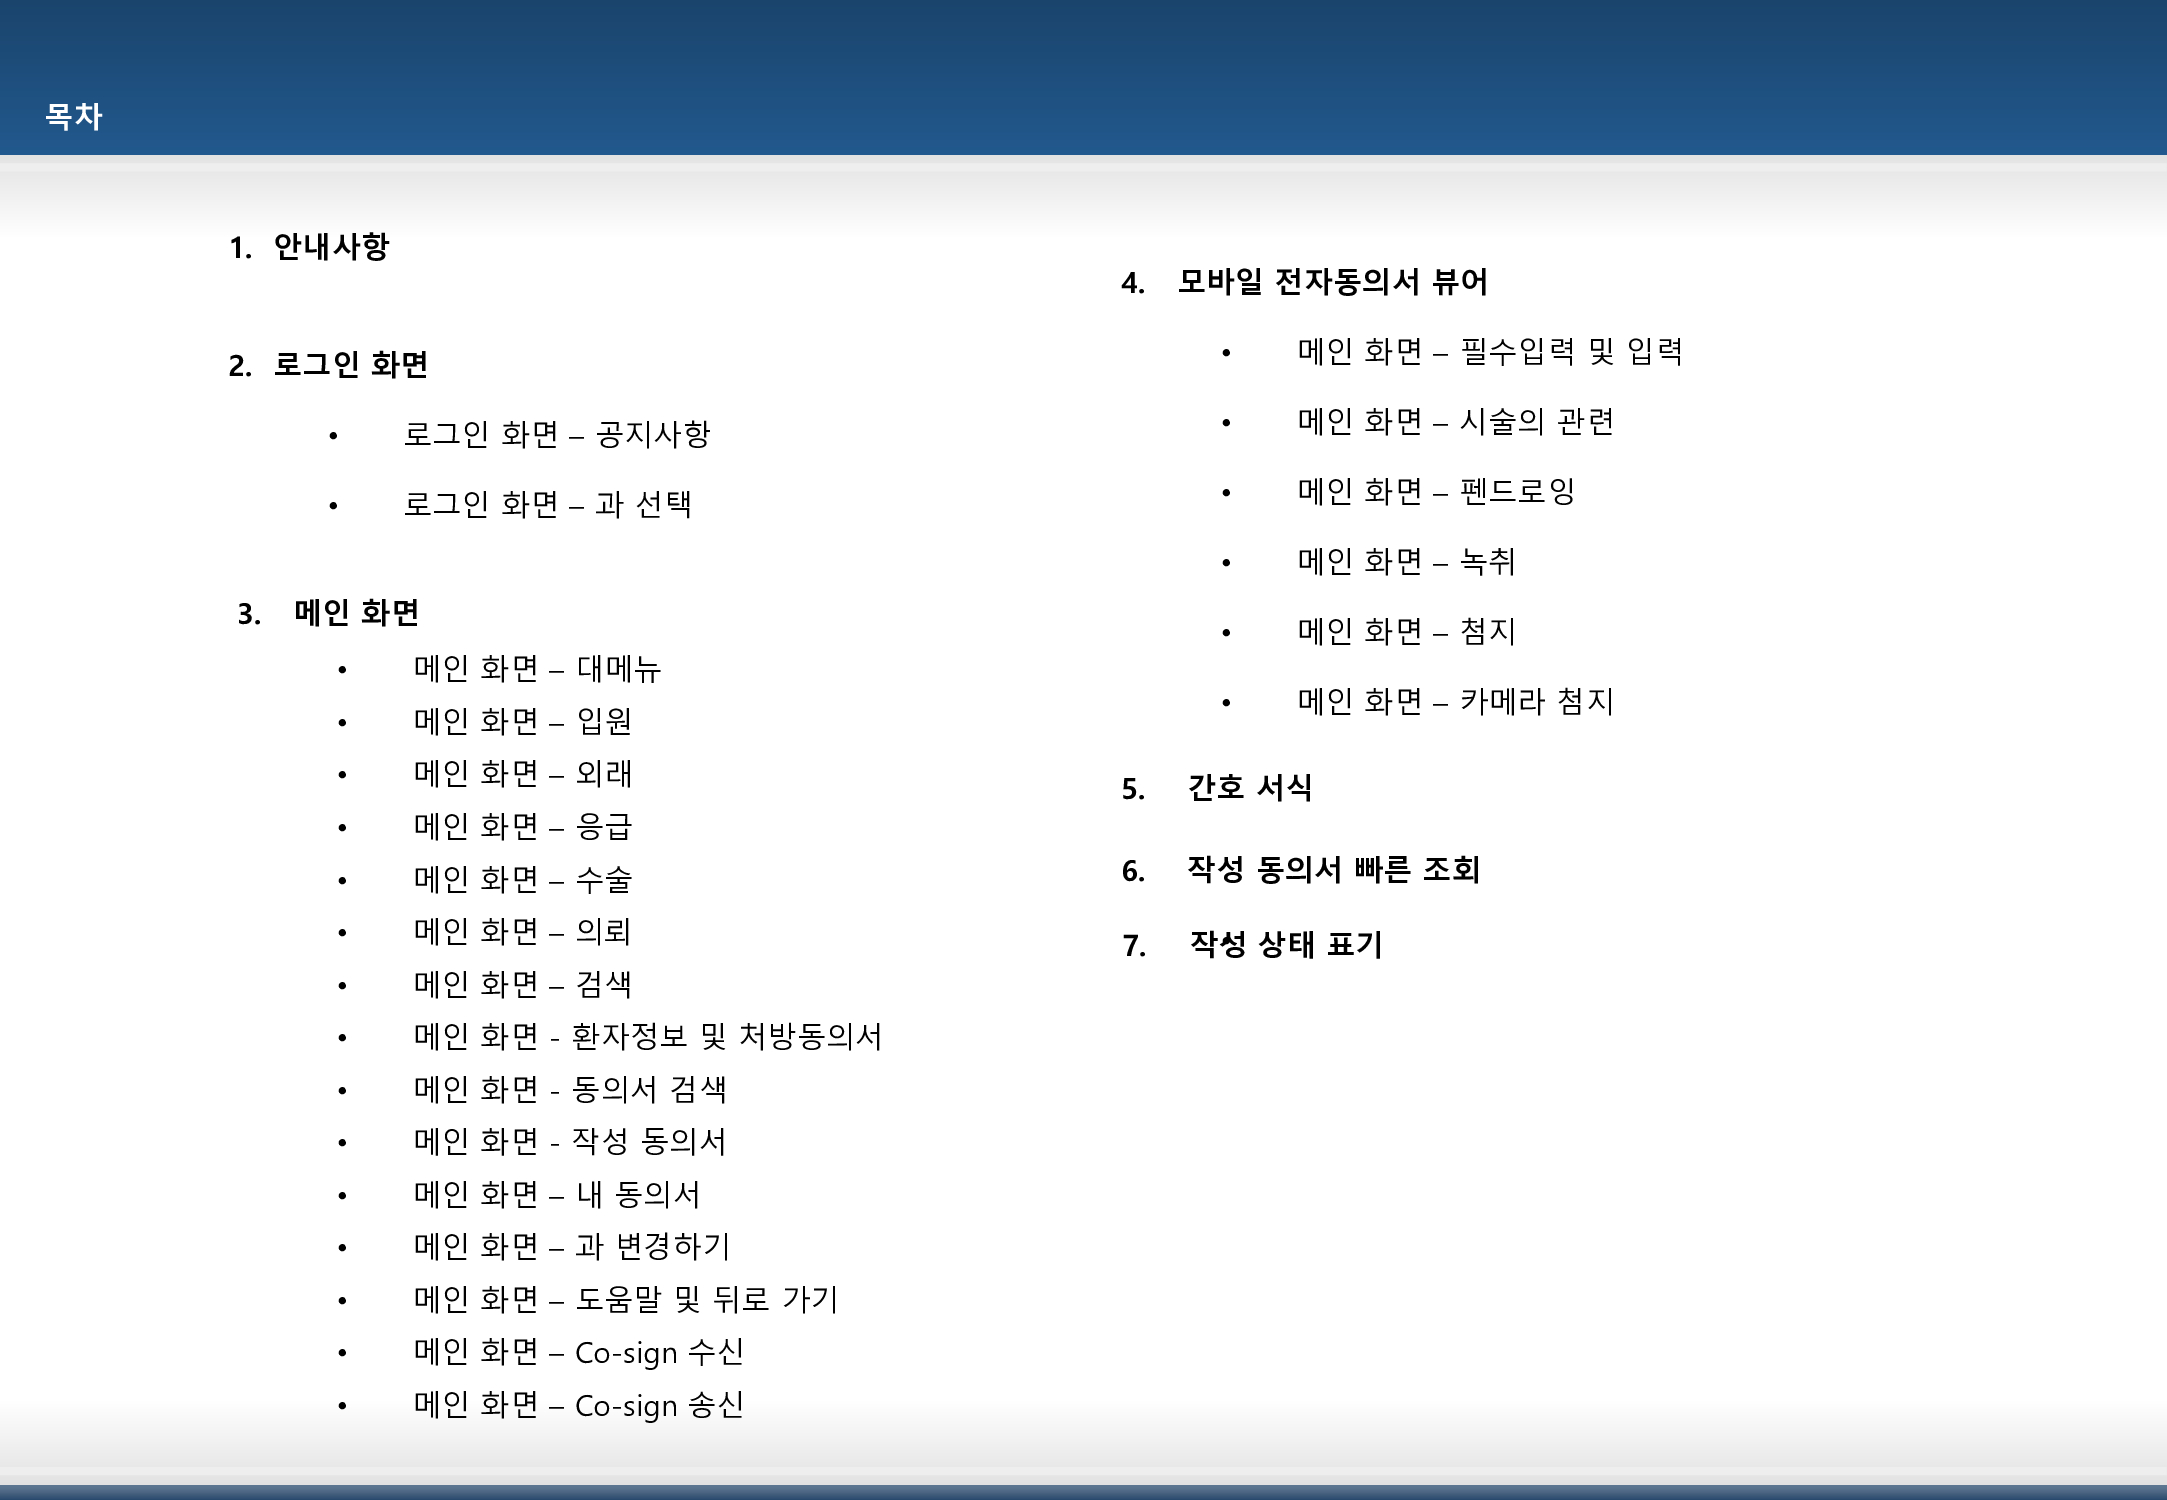 목차
1. 안내사항
2. 로그인 화면
• 로그인 화면 – 공지사항
• 로그인 화면 – 과 선택
3. 메인 화면
• 메인 화면 – 대메뉴
• 메인 화면 – 입원
• 메인 화면 – 외래
• 메인 화면 – 응급
• 메인 화면 – 수술
• 메인 화면 – 의뢰
• 메인 화면 – 검색
• 메인 화면 - 환자정보 및 처방동의서
• 메인 화면 - 동의서 검색
• 메인 화면 - 작성 동의서
• 메인 화면 – 내 동의서
• 메인 화면 – 과 변경하기
• 메인 화면 – 도움말 및 뒤로 가기
• 메인 화면 – Co-sign 수신
• 메인 화면 – Co-sign 송신
4. 모바일 전자동의서 뷰어
• 메인 화면 – 필수입력 및 입력
• 메인 화면 – 시술의 관련
• 메인 화면 – 펜드로잉
• 메인 화면 – 녹취
• 메인 화면 – 첨지
• 메인 화면 – 카메라 첨지
5. 간호 서식
6. 작성 동의서 빠른 조회
7. 작성 상태 표기